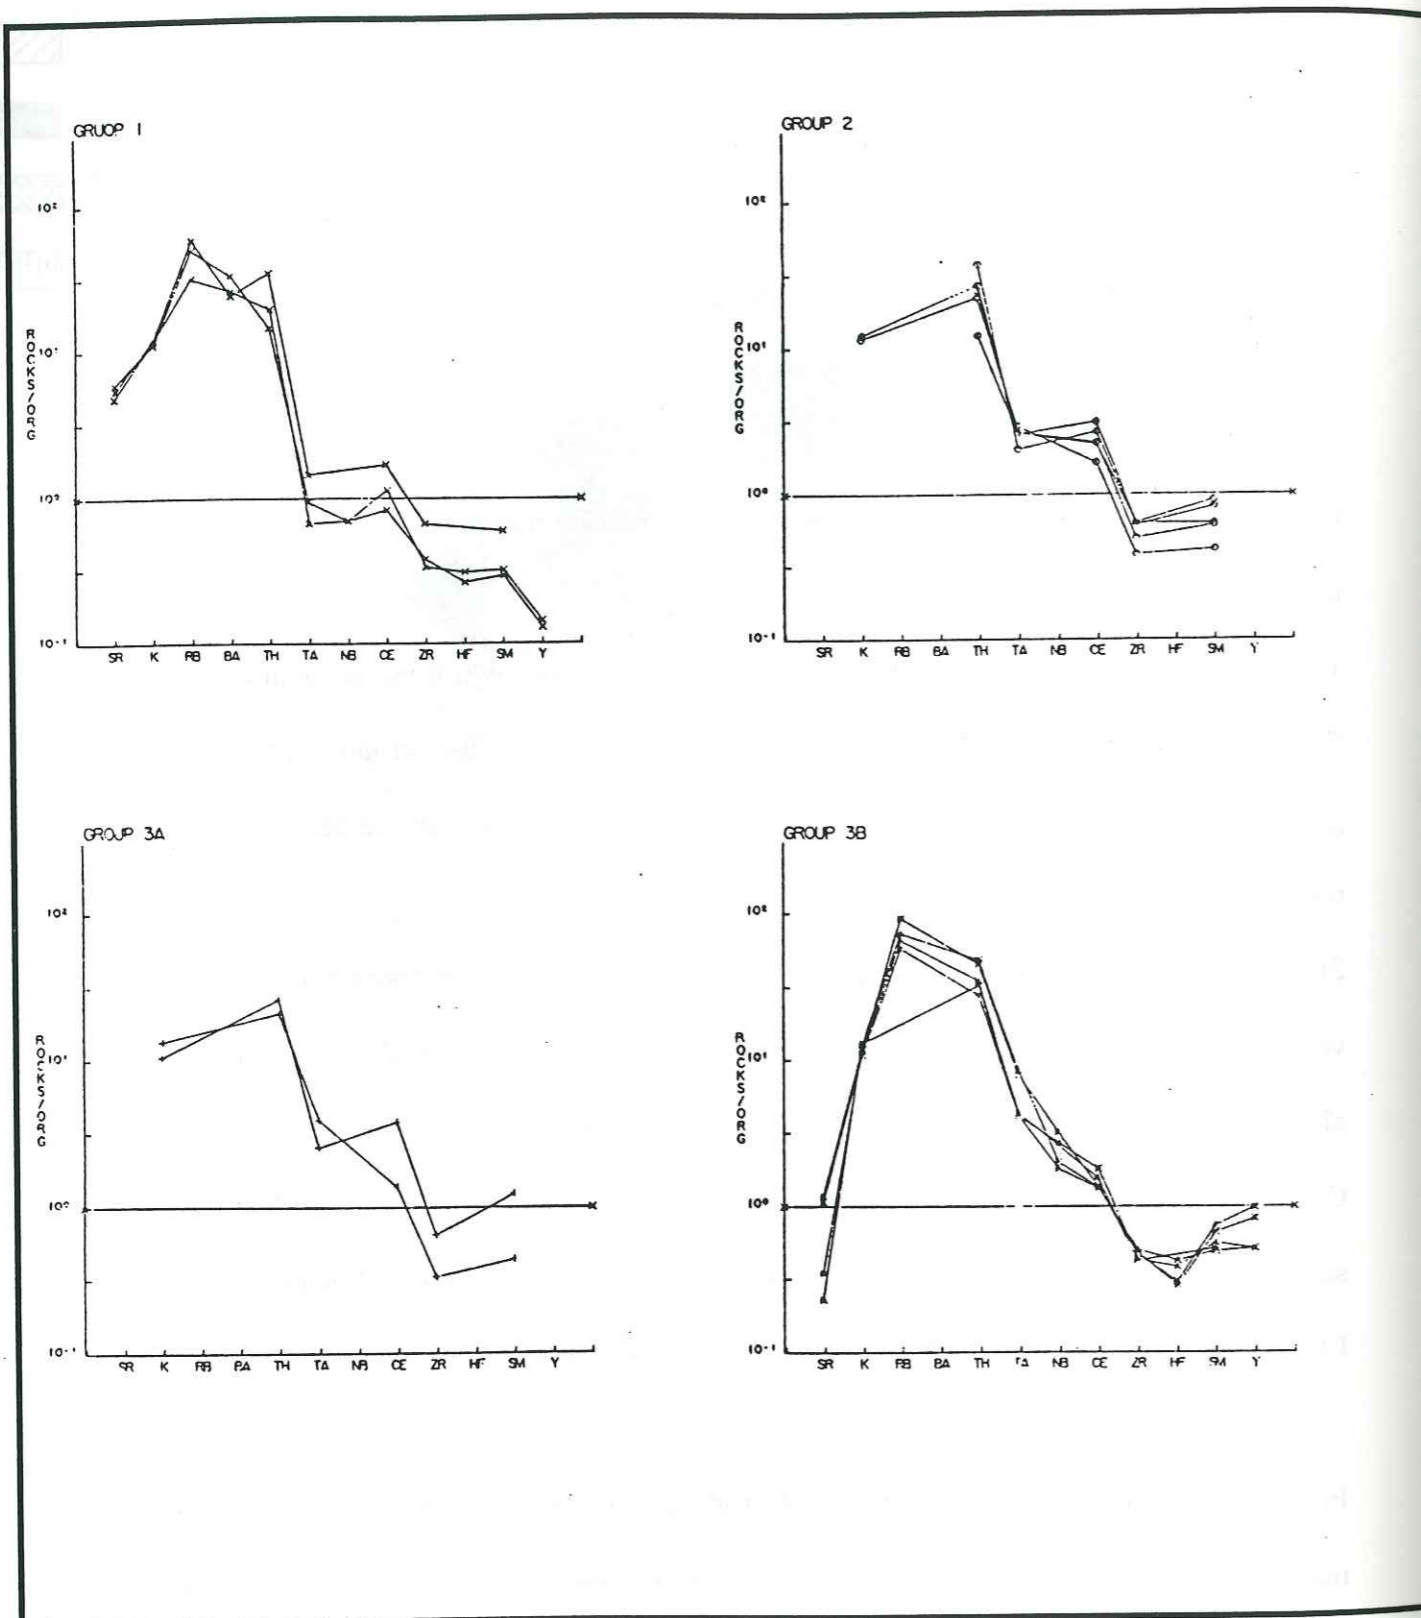 GRUOP 1
10²
ROCKS/ORG
10¹
10⁰
10⁻¹
SR K RB BA TH TA NB CE ZR HF SM Y
GROUP 2
10²
ROCKS/ORG
10¹
10⁰
10⁻¹
SR K RB BA TH TA NB CE ZR HF SM Y
GROUP 3A
10²
ROCKS/ORG
10¹
10⁰
10⁻¹
SR K RB BA TH TA NB CE ZR HF SM Y
GROUP 3B
10²
ROCKS/ORG
10¹
10⁰
10⁻¹
SR K RB BA TH TA NB CE ZR HF SM Y